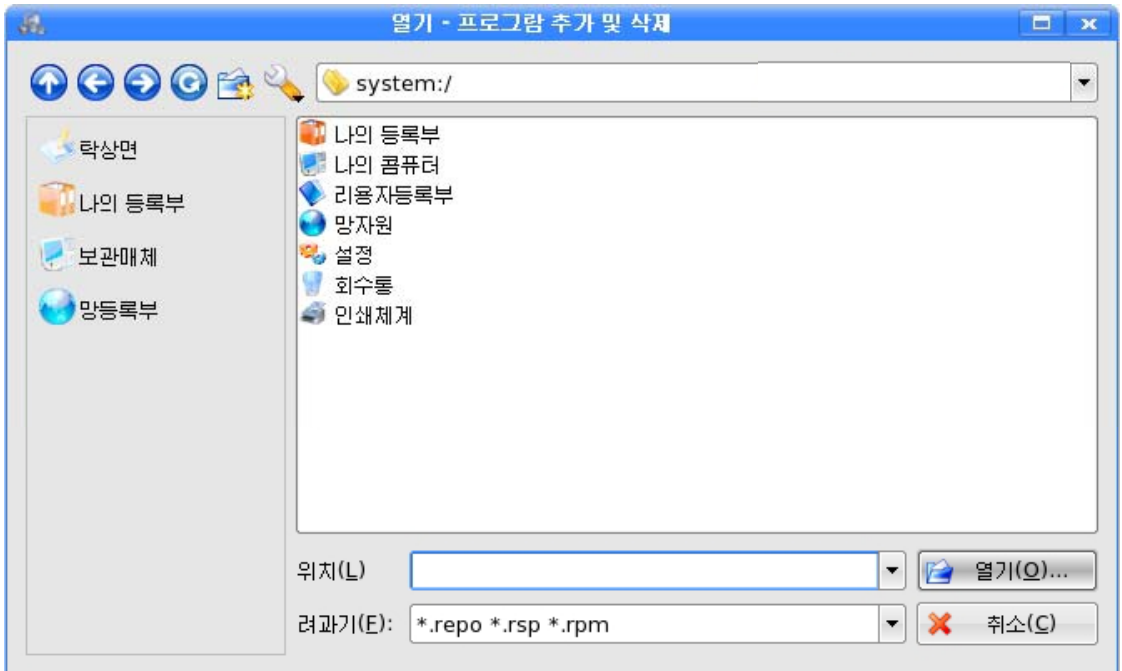 열기 - 프로그람 추가 및 삭제
system:/
탁상면
나의 등록부
보관매체
망등록부
나의 등록부
나의 콤퓨터
리용자등록부
망자원
설정
회수통
인쇄체계
위치(L)
열기(O)...
려과기(F): *.repo *.rsp *.rpm
취소(C)